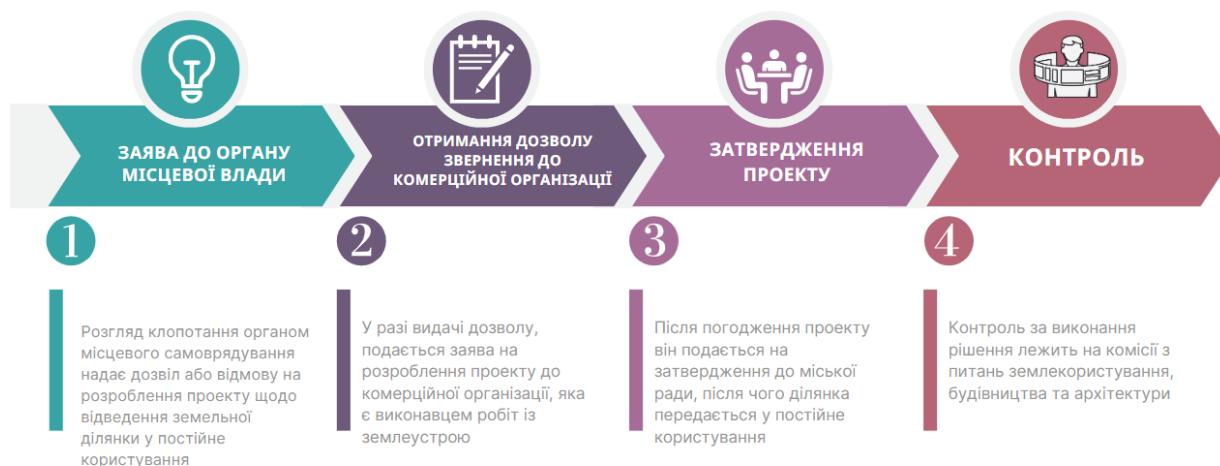 ЗАЯВА ДО ОРГАНУ
МІСЦЕВОЇ ВЛАДИ
ОТРИМАННЯ ДОЗВОЛУ
ЗВЕРНЕННЯ ДО
КОМЕРЦІЙНОЇ ОРГАНІЗАЦІЇ
ЗАТВЕРДЖЕННЯ
ПРОЕКТУ
КОНТРОЛЬ
1
Розгляд клопотання органом
місцевого самоврядування
надає дозвіл або відмову на
розроблення проекту щодо
відведення земельної
ділянки у постійне
користування
2
У разі видачі дозволу,
подається заява на
розроблення проекту до
комерційної організації, яка
є виконавцем робіт із
землеустрою
3
Після погодження проекту
він подається на
затвердження до міської
ради, після чого ділянка
передається у постійне
користування
4
Контроль за виконання
рішення лежить на комісії з
питань землекористування,
будівництва та архітектури